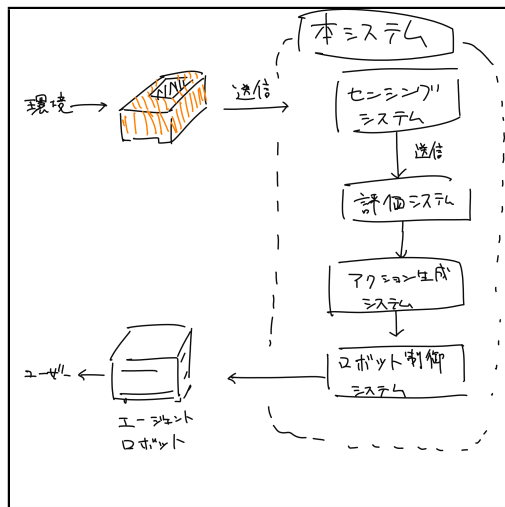 本システム
環境
送信
センシング
システム
送信
評価システム
アクション生成
システム
ロボット制御
システム
ユーザー
エージェント
ロボット